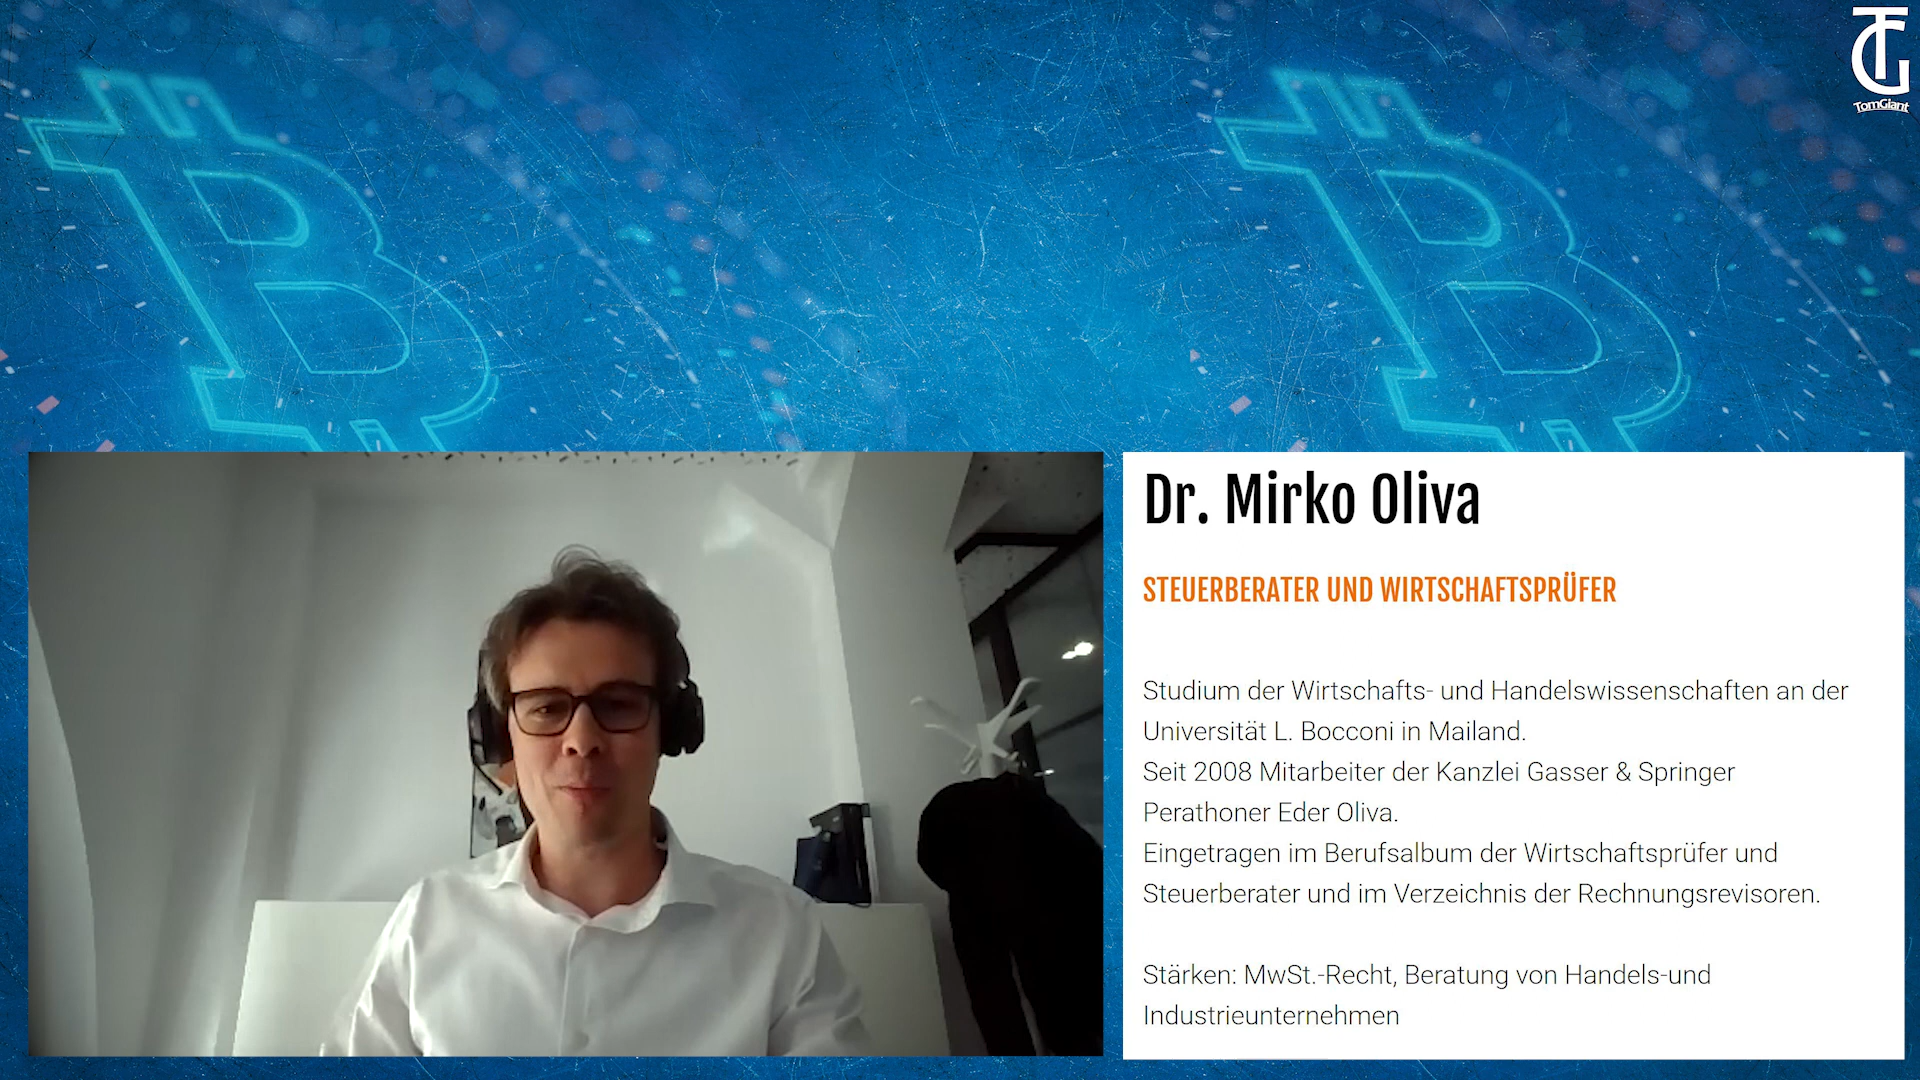 TG
TomGiant
Dr. Mirko Oliva
STEUERBERATER UND WIRTSCHAFTSPRÜFER
Studium der Wirtschafts- und Handelswissenschaften an der
Universität L. Bocconi in Mailand.
Seit 2008 Mitarbeiter der Kanzlei Gasser & Springer
Perathoner Eder Oliva.
Eingetragen im Berufsalbum der Wirtschaftsprüfer und
Steuerberater und im Verzeichnis der Rechnungsrevisoren.
Stärken: MwSt.-Recht, Beratung von Handels-und
Industrieunternehmen